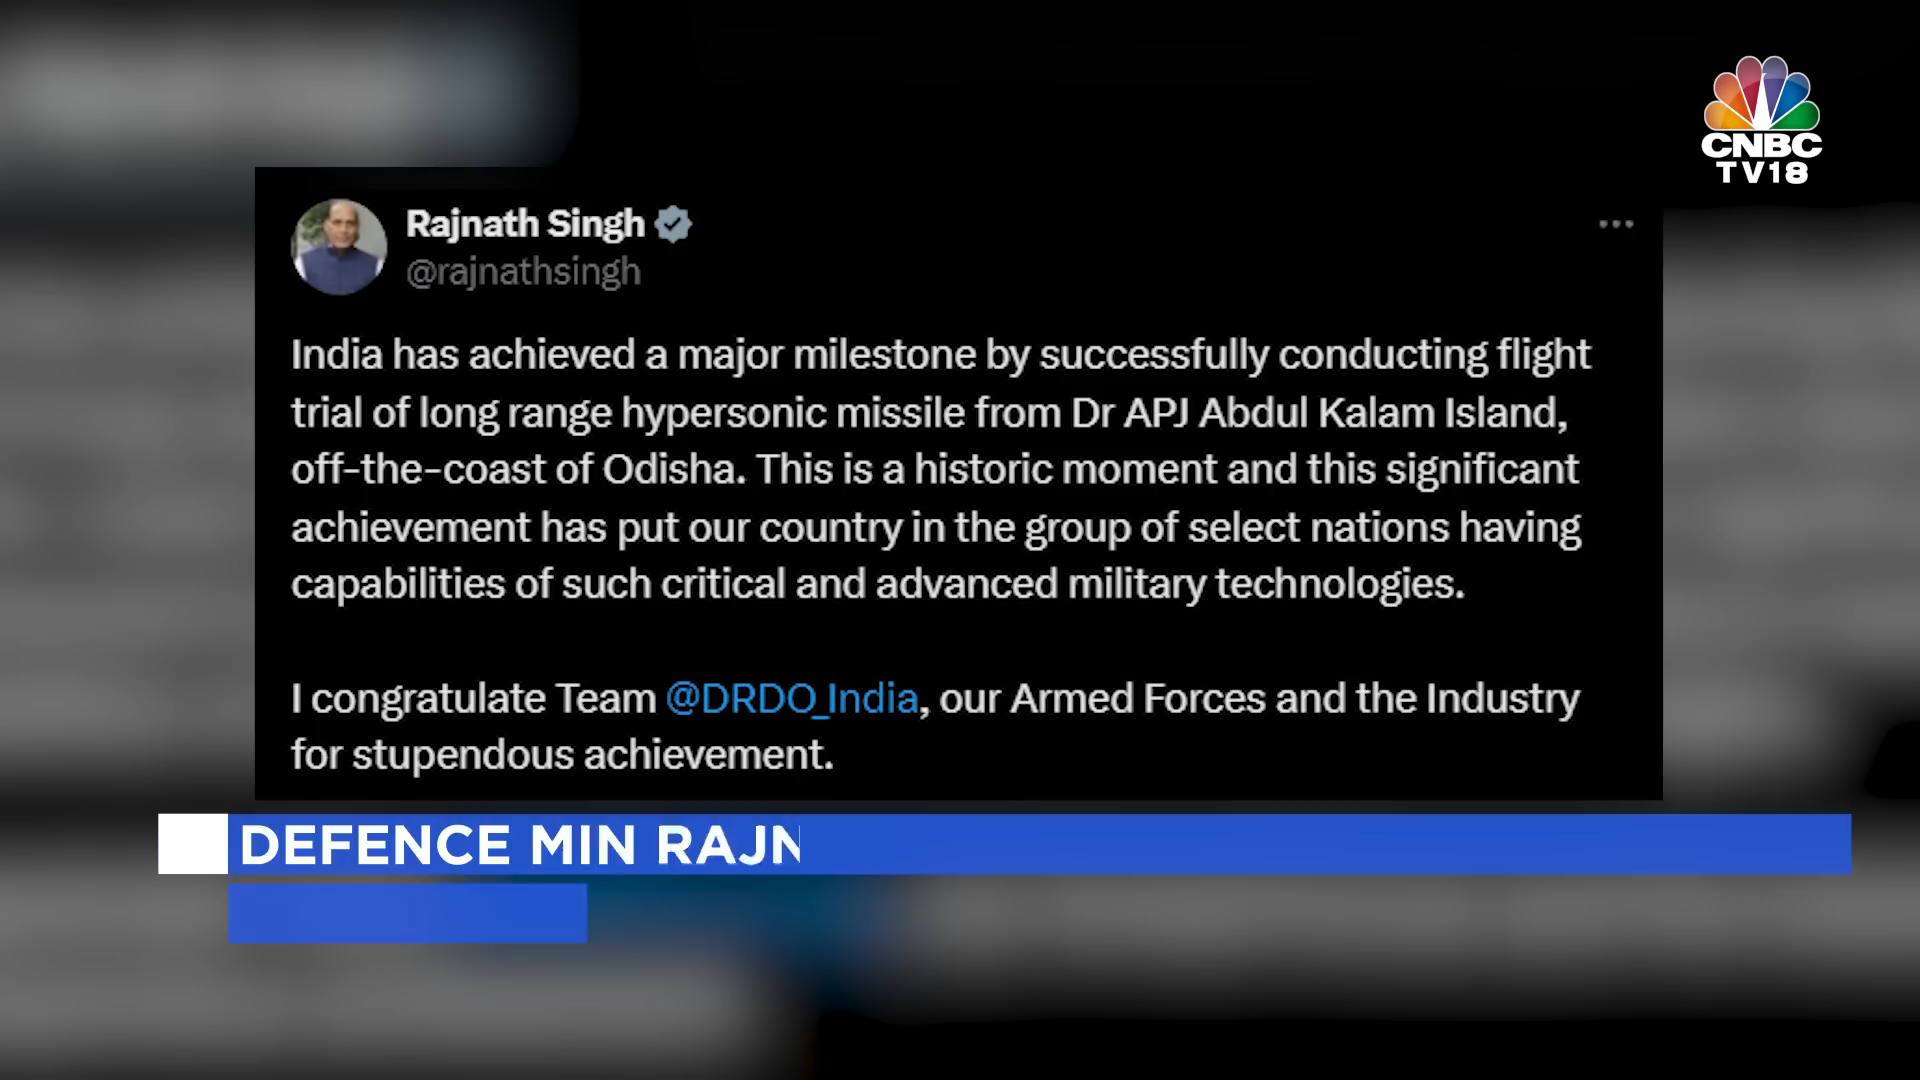 CNBC
TV18
Rajnath Singh
@rajnathsingh
India has achieved a major milestone by successfully conducting flight
trial of long range hypersonic missile from Dr APJ Abdul Kalam Island,
off-the-coast of Odisha. This is a historic moment and this significant
achievement has put our country in the group of select nations having
capabilities of such critical and advanced military technologies.
I congratulate Team @DRDO_India, our Armed Forces and the Industry
for stupendous achievement.
DEFENCE MIN RAJN